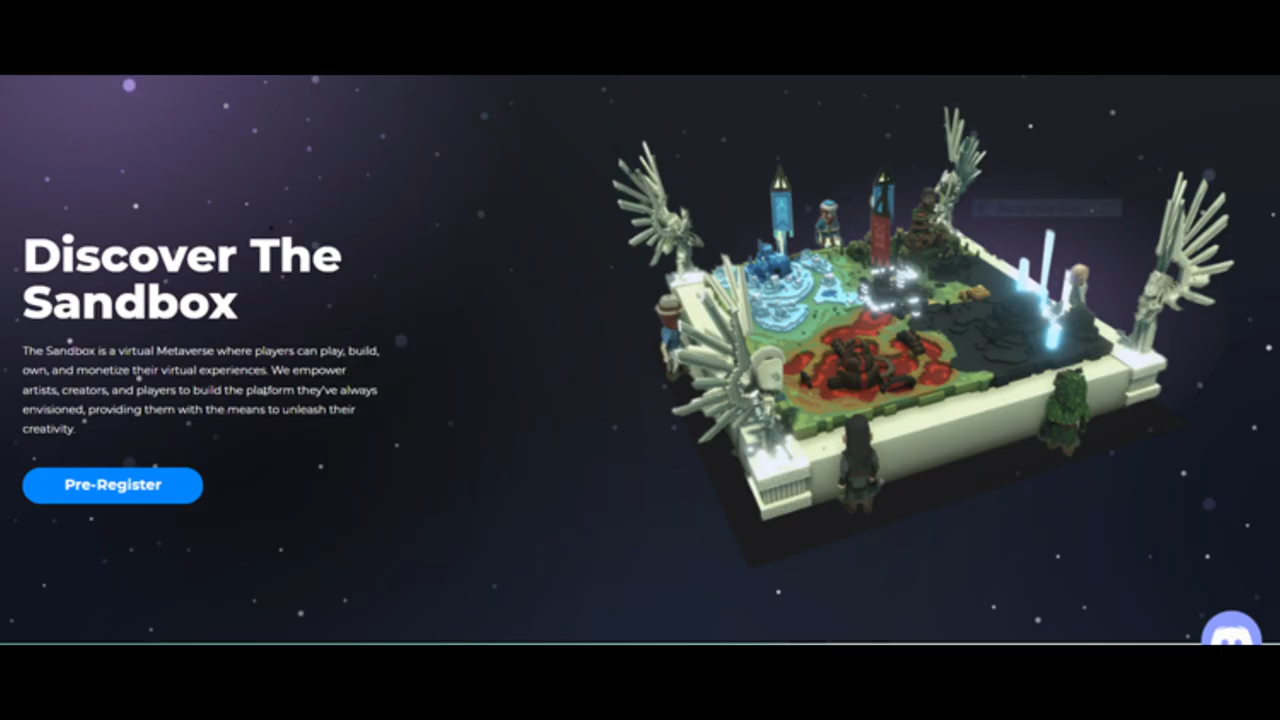 Discover The
Sandbox
The Sandbox is a virtual Metaverse where players can play, build,
own, and monetize their virtual experiences. We empower
artists, creators, and players to build the platform they've always
envisioned, providing them with the means to unleash their
creativity.
Pre-Register